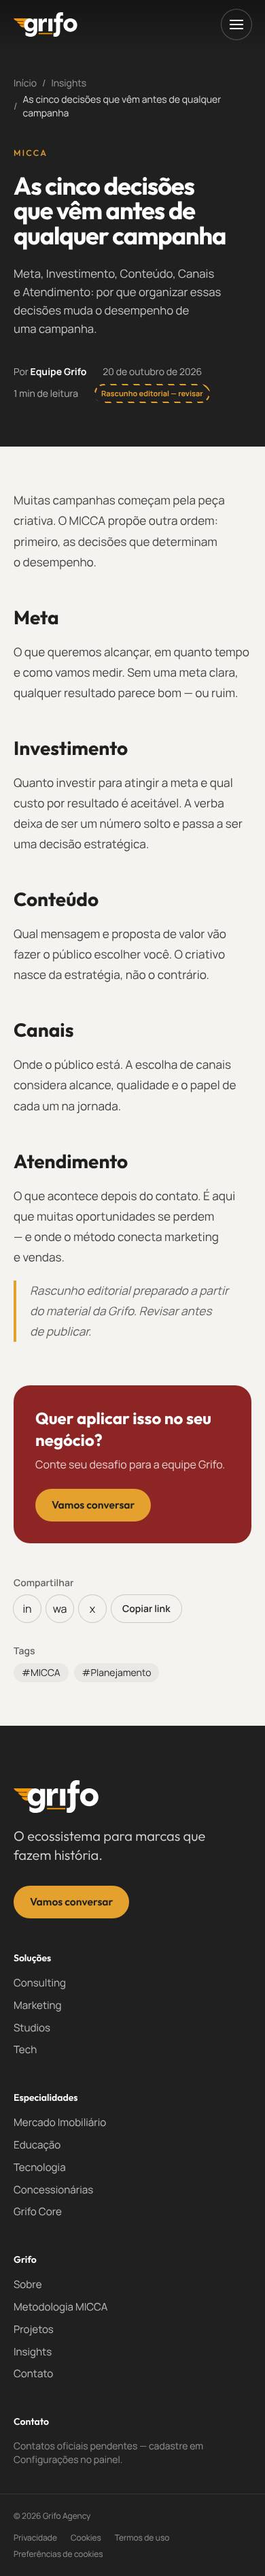 grifo
Início / Insights
/ As cinco decisões que vêm antes de qualquer
campanha
MICCA
As cinco decisões
que vêm antes de
qualquer campanha
Meta, Investimento, Conteúdo, Canais
e Atendimento: por que organizar essas
decisões muda o desempenho de
uma campanha.
Por Equipe Grifo 20 de outubro de 2026
1 min de leitura Rascunho editorial — revisar
Muitas campanhas começam pela peça
criativa. O MICCA propõe outra ordem:
primeiro, as decisões que determinam
o desempenho.
Meta
O que queremos alcançar, em quanto tempo
e como vamos medir. Sem uma meta clara,
qualquer resultado parece bom — ou ruim.
Investimento
Quanto investir para atingir a meta e qual
custo por resultado é aceitável. A verba
deixa de ser um número solto e passa a ser
uma decisão estratégica.
Conteúdo
Qual mensagem e proposta de valor vão
fazer o público escolher você. O criativo
nasce da estratégia, não o contrário.
Canais
Onde o público está. A escolha de canais
considera alcance, qualidade e o papel de
cada um na jornada.
Atendimento
O que acontece depois do contato. É aqui
que muitas oportunidades se perdem
— e onde o método conecta marketing
e vendas.
Rascunho editorial preparado a partir
do material da Grifo. Revisar antes
de publicar.
Quer aplicar isso no seu
negócio?
Conte seu desafio para a equipe Grifo.
Vamos conversar
Compartilhar
in wa x Copiar link
Tags
#MICCA #Planejamento
grifo
O ecossistema para marcas que
fazem história.
Vamos conversar
Soluções
Consulting
Marketing
Studios
Tech
Especialidades
Mercado Imobiliário
Educação
Tecnologia
Concessionárias
Grifo Core
Grifo
Sobre
Metodologia MICCA
Projetos
Insights
Contato
Contato
Contatos oficiais pendentes — cadastre em
Configurações no painel.
© 2026 Grifo Agency
Privacidade Cookies Termos de uso
Preferências de cookies